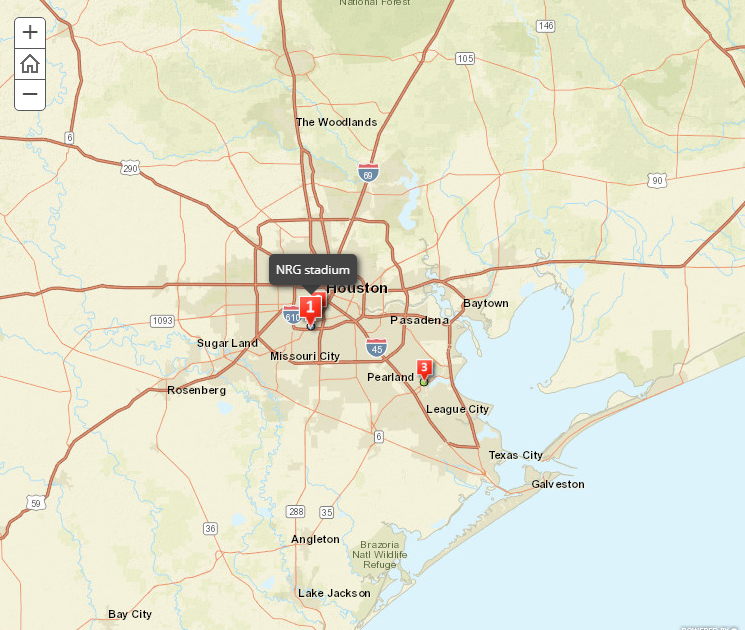 National Forest
146
105
The Woodlands
6
290
69
90
NRG stadium
Houston
1
610
Baytown
1093
Pasadena
Sugar Land
45
Missouri City
3
Pearland
Rosenberg
League City
6
Texas City
Galveston
59
288
35
36
Angleton
Brazoria
Natl Wildlife
Refuge
Lake Jackson
Bay City